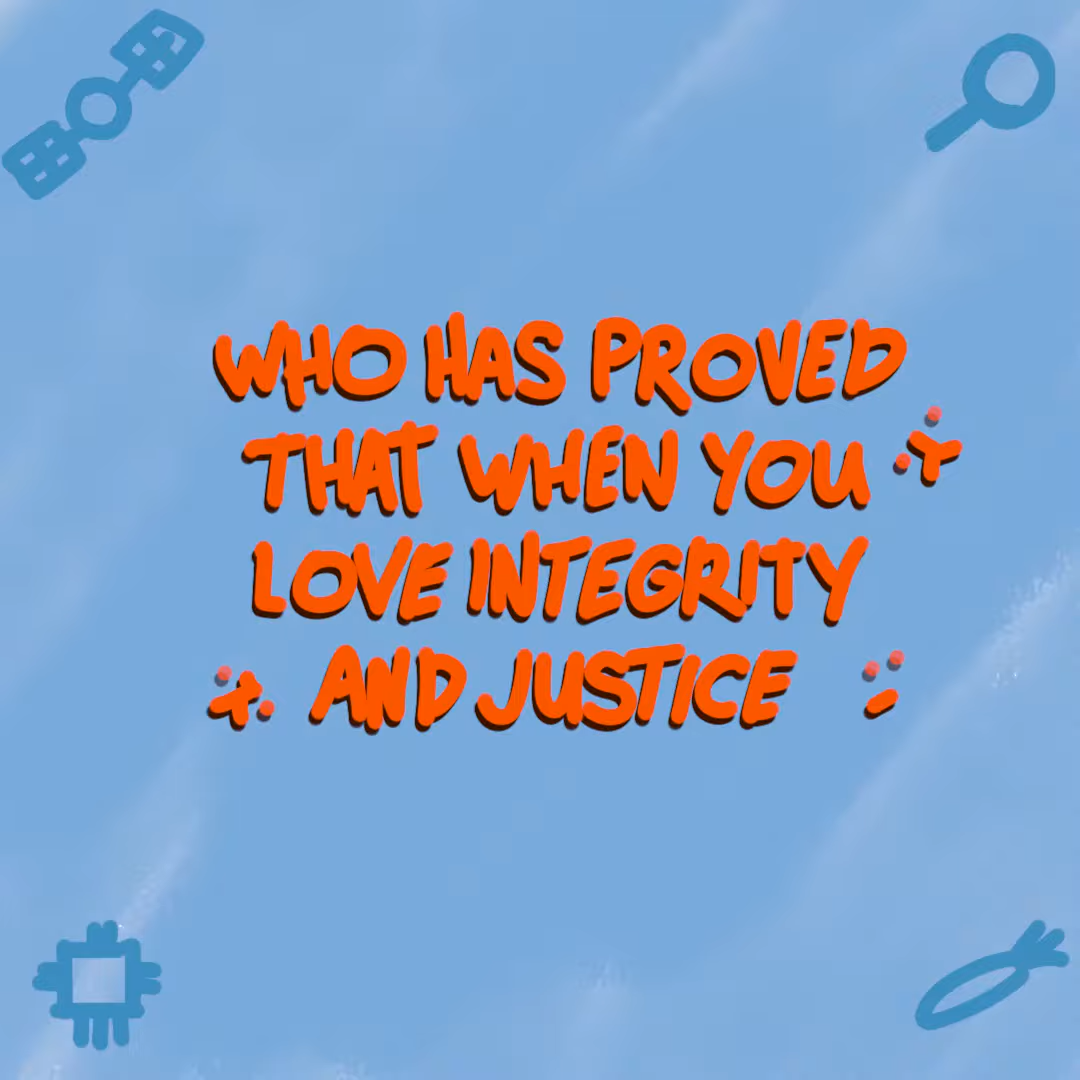 WHO HAS PROVED
THAT WHEN YOU
LOVE INTEGRITY
AND JUSTICE